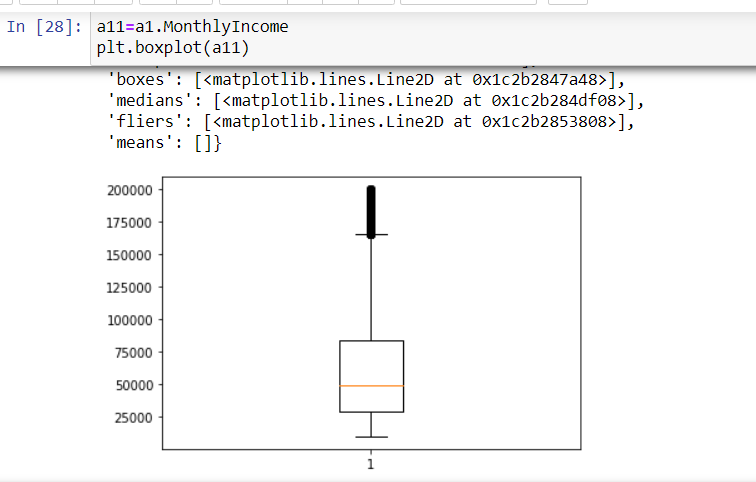 In [28]: a11=a1.MonthlyIncome
plt.boxplot(a11)
'boxes': [<matplotlib.lines.Line2D at 0x1c2b2847a48>],
'medians': [<matplotlib.lines.Line2D at 0x1c2b284df08>],
'fliers': [<matplotlib.lines.Line2D at 0x1c2b2853808>],
'means': []}
200000
175000
150000
125000
100000
75000
50000
25000
1